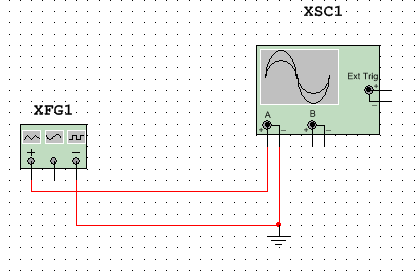 XSC1
Ext Trig
+
−
A
B
+ − + −
XFG1
+ −